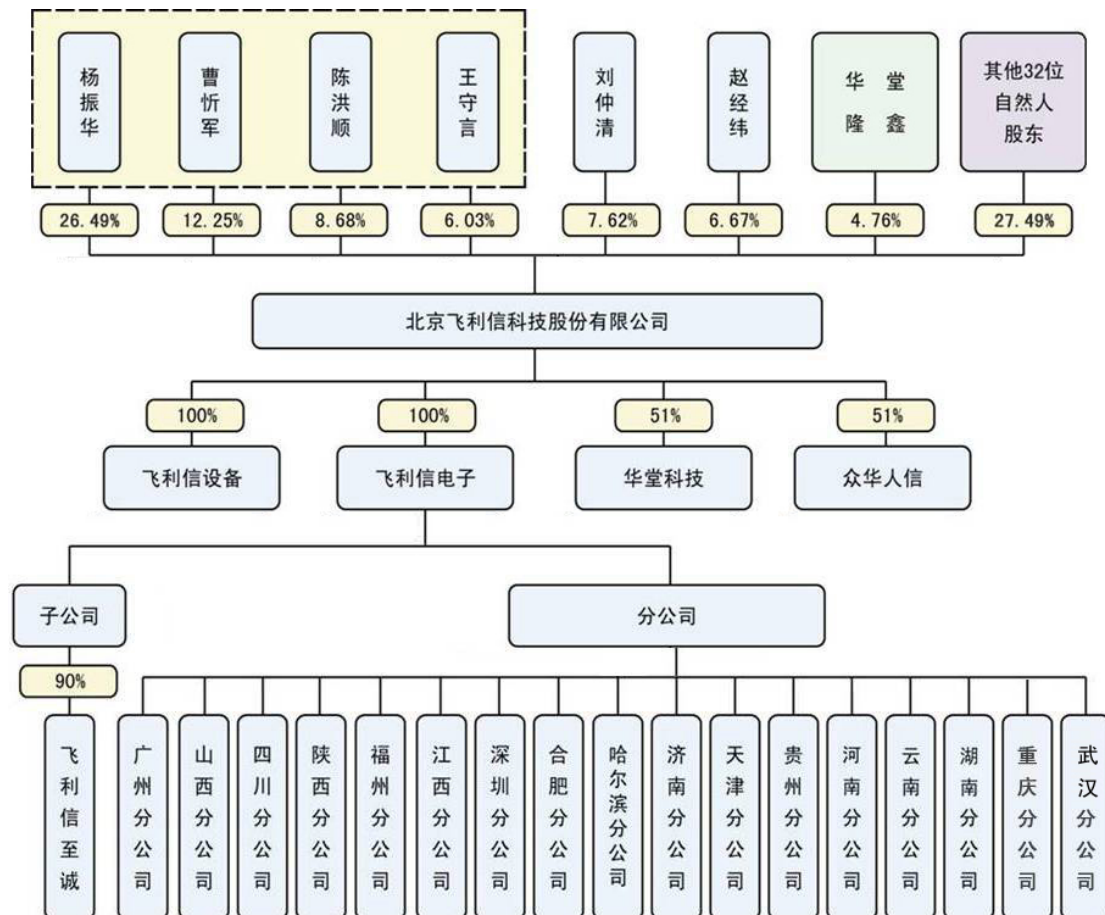 杨振华
曹忻军
陈洪顺
王守言
刘仲清
赵经纬
华堂
隆鑫
其他32位
自然人
股东
26.49%
12.25%
8.68%
6.03%
7.62%
6.67%
4.76%
27.49%
北京飞利信科技股份有限公司
100%
100%
51%
51%
飞利信设备
飞利信电子
华堂科技
众华人信
子公司
分公司
90%
飞利信至诚
广州分公司
山西分公司
四川分公司
陕西分公司
福州分公司
江西分公司
深圳分公司
合肥分公司
哈尔滨分公司
济南分公司
天津分公司
贵州分公司
河南分公司
云南分公司
湖南分公司
重庆分公司
武汉分公司